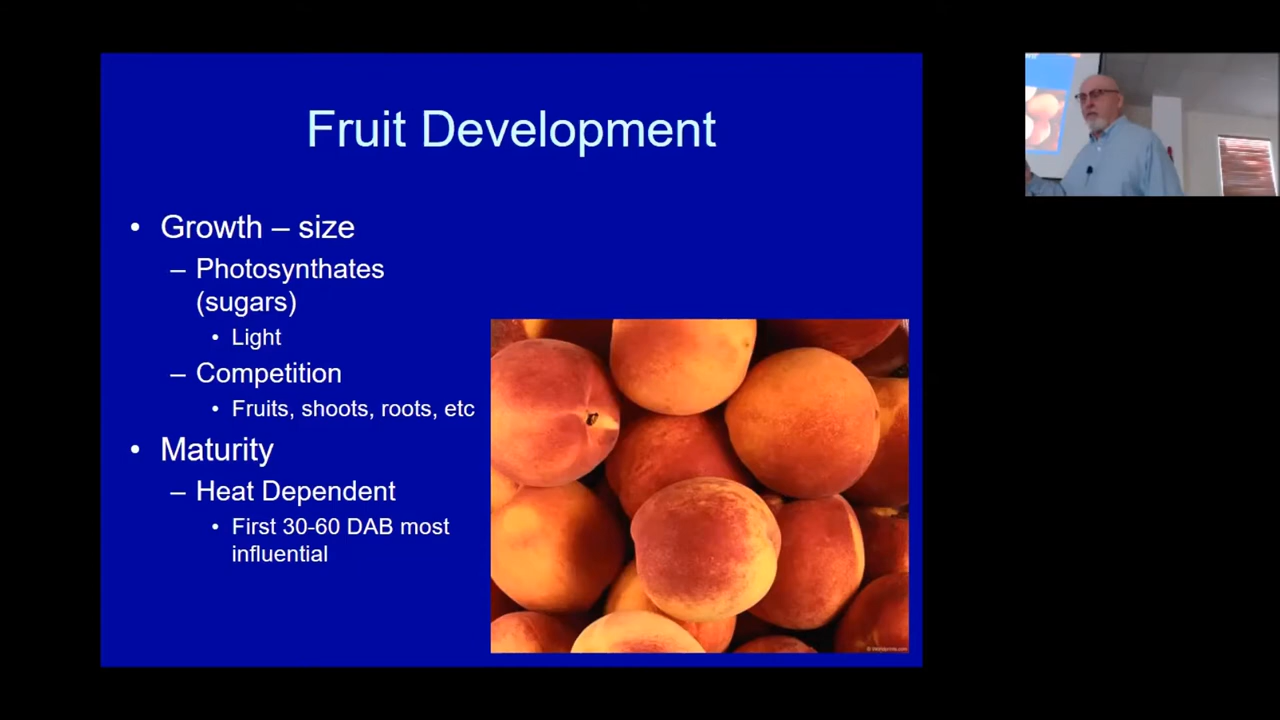 Fruit Development
• Growth – size
– Photosynthates
(sugars)
• Light
– Competition
• Fruits, shoots, roots, etc
• Maturity
– Heat Dependent
• First 30-60 DAB most
influential